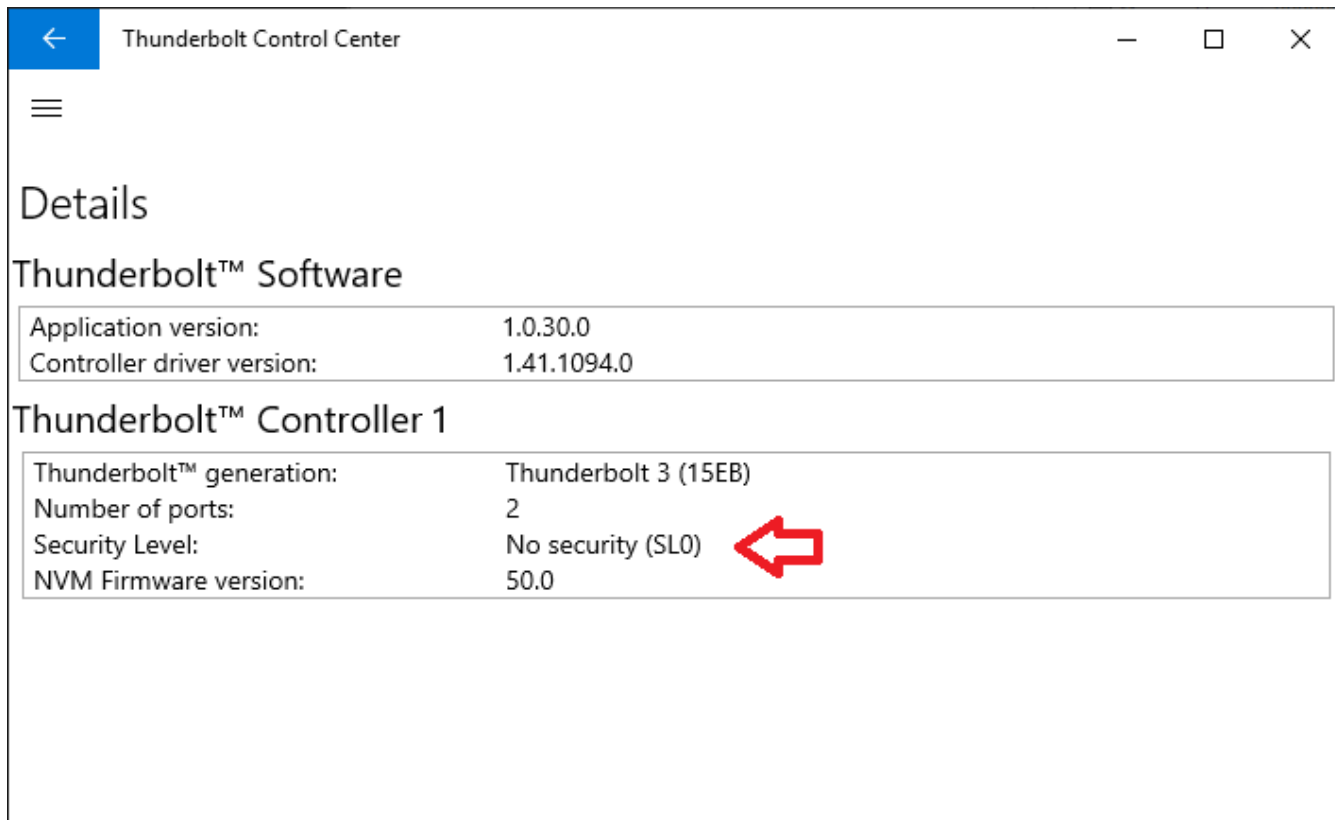 Thunderbolt Control Center
Details
Thunderbolt™ Software
Application version: 1.0.30.0
Controller driver version: 1.41.1094.0
Thunderbolt™ Controller 1
Thunderbolt™ generation: Thunderbolt 3 (15EB)
Number of ports: 2
Security Level: No security (SL0)
NVM Firmware version: 50.0